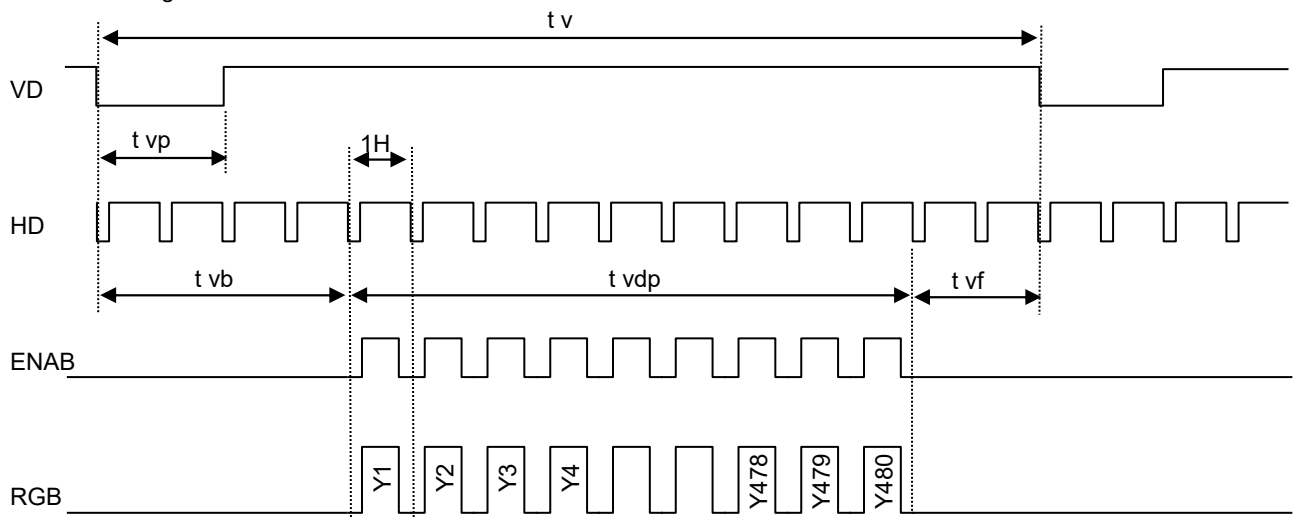 t v
VD
t vp
1H
HD
t vb
t vdp
t vf
ENAB
Y1
Y2
Y3
Y4
Y478
Y479
Y480
RGB